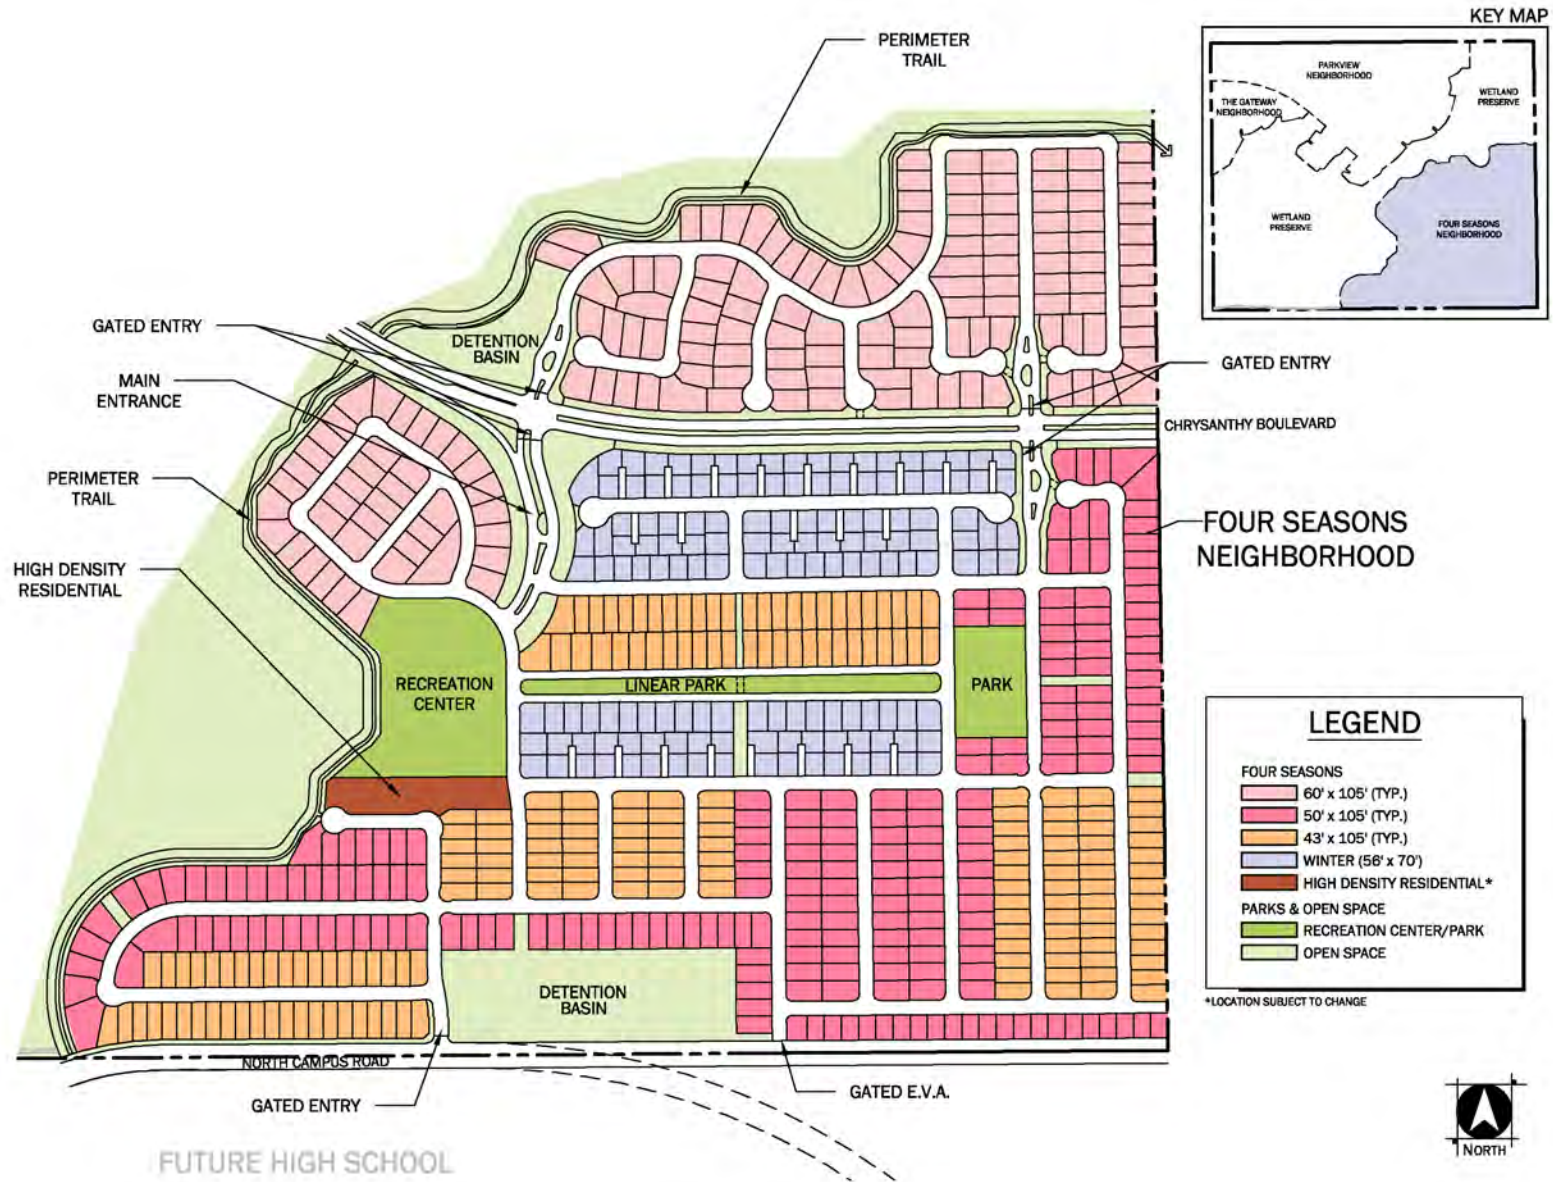 KEY MAP
PARKVIEW
NEIGHBORHOOD
WETLAND
PRESERVE
THE GATEWAY
NEIGHBORHOOD
WETLAND
PRESERVE
FOUR SEASONS
NEIGHBORHOOD
PERIMETER
TRAIL
GATED ENTRY
DETENTION
BASIN
MAIN
ENTRANCE
GATED ENTRY
CHRYSANTHY BOULEVARD
PERIMETER
TRAIL
FOUR SEASONS
NEIGHBORHOOD
HIGH DENSITY
RESIDENTIAL
RECREATION
CENTER
LINEAR PARK
PARK
LEGEND
FOUR SEASONS
60' x 105' (TYP.)
50' x 105' (TYP.)
43' x 105' (TYP.)
WINTER (56' x 70')
HIGH DENSITY RESIDENTIAL*
PARKS & OPEN SPACE
RECREATION CENTER/PARK
OPEN SPACE
*LOCATION SUBJECT TO CHANGE
DETENTION
BASIN
NORTH CAMPUS ROAD
GATED ENTRY
GATED E.V.A.
FUTURE HIGH SCHOOL
NORTH